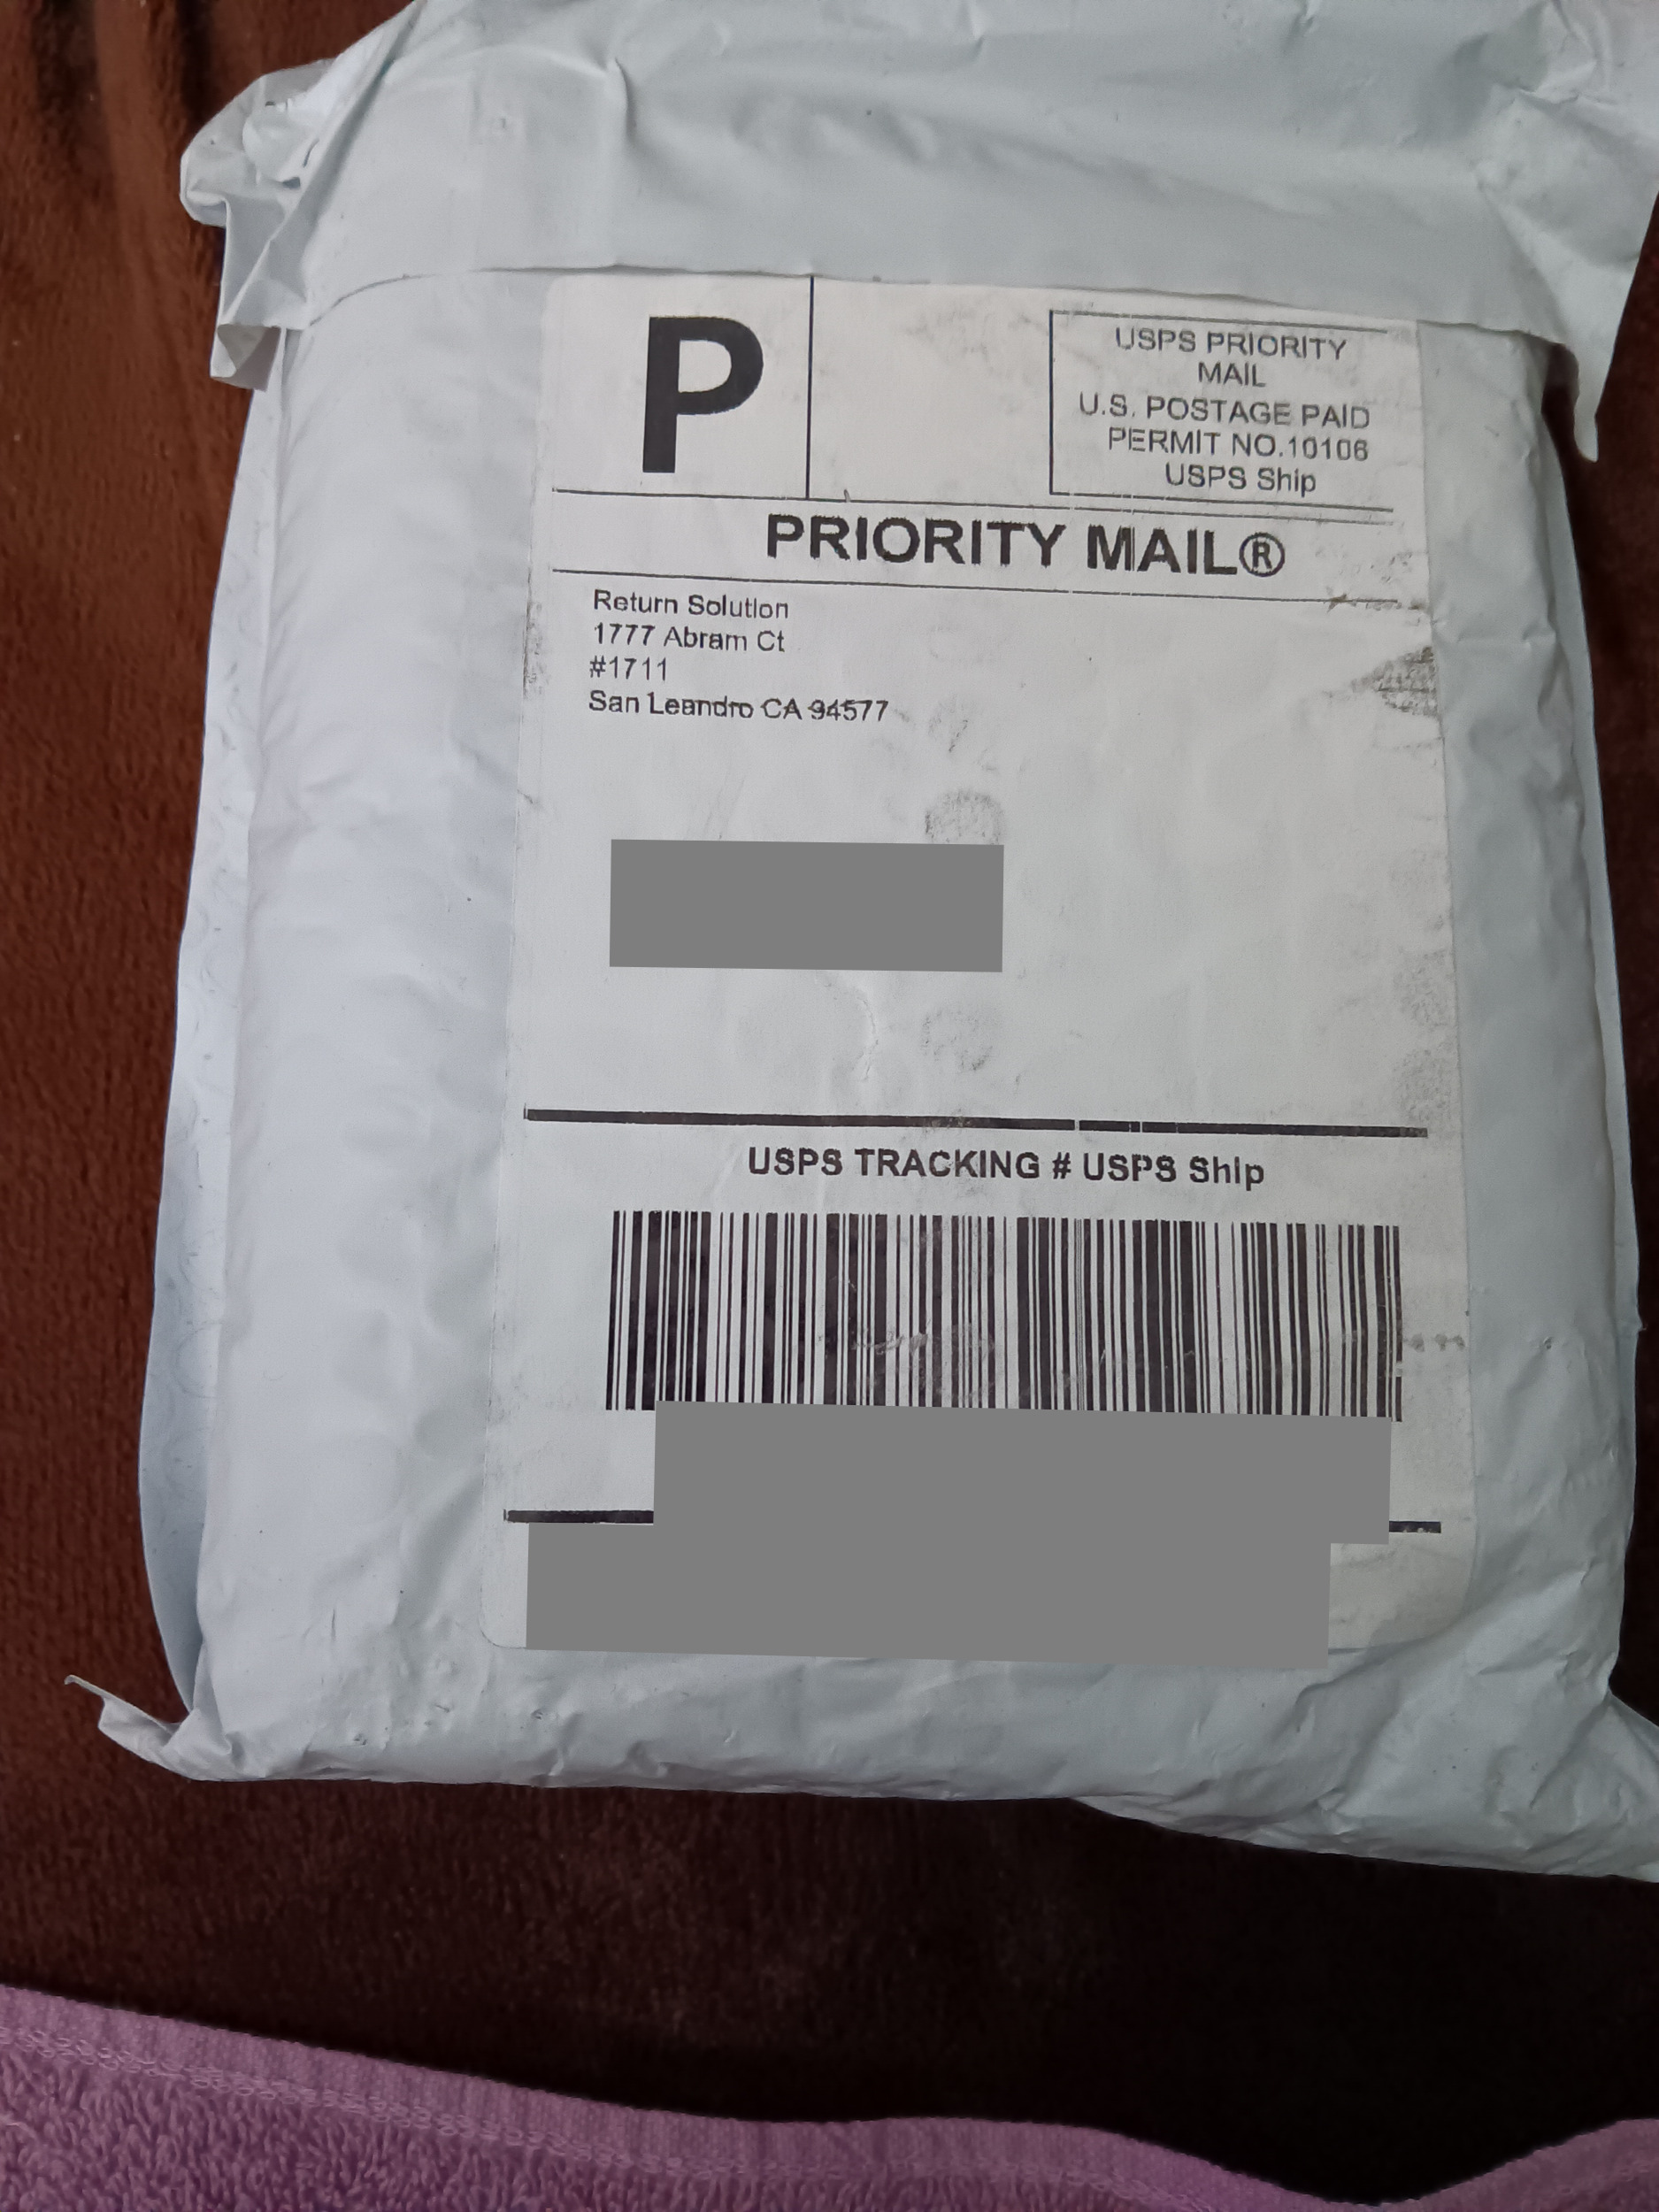 P
USPS PRIORITY
MAIL
U.S. POSTAGE PAID
PERMIT NO.10106
USPS Ship
PRIORITY MAIL®
Return Solution
1777 Abram Ct
#1711
San Leandro CA 94577
USPS TRACKING # USPS Ship